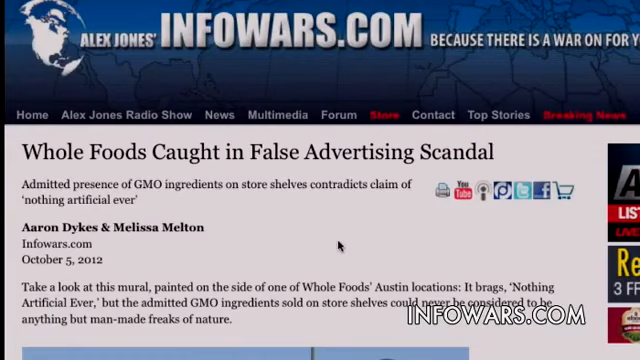 ALEX JONES' INFOWARS.COM BECAUSE THERE IS A WAR ON FOR
Home Alex Jones Radio Show News Multimedia Forum Store Contact Top Stories Breaking News
Whole Foods Caught in False Advertising Scandal
Admitted presence of GMO ingredients on store shelves contradicts claim of
‘nothing artificial ever’
You Tube
Aaron Dykes & Melissa Melton
Infowars.com
October 5, 2012
Take a look at this mural, painted on the side of one of Whole Foods’ Austin locations: It brags, ‘Nothing
Artificial Ever,’ but the admitted GMO ingredients sold on store shelves could never be considered to be
anything but man-made freaks of nature.
INFOWARS.COM